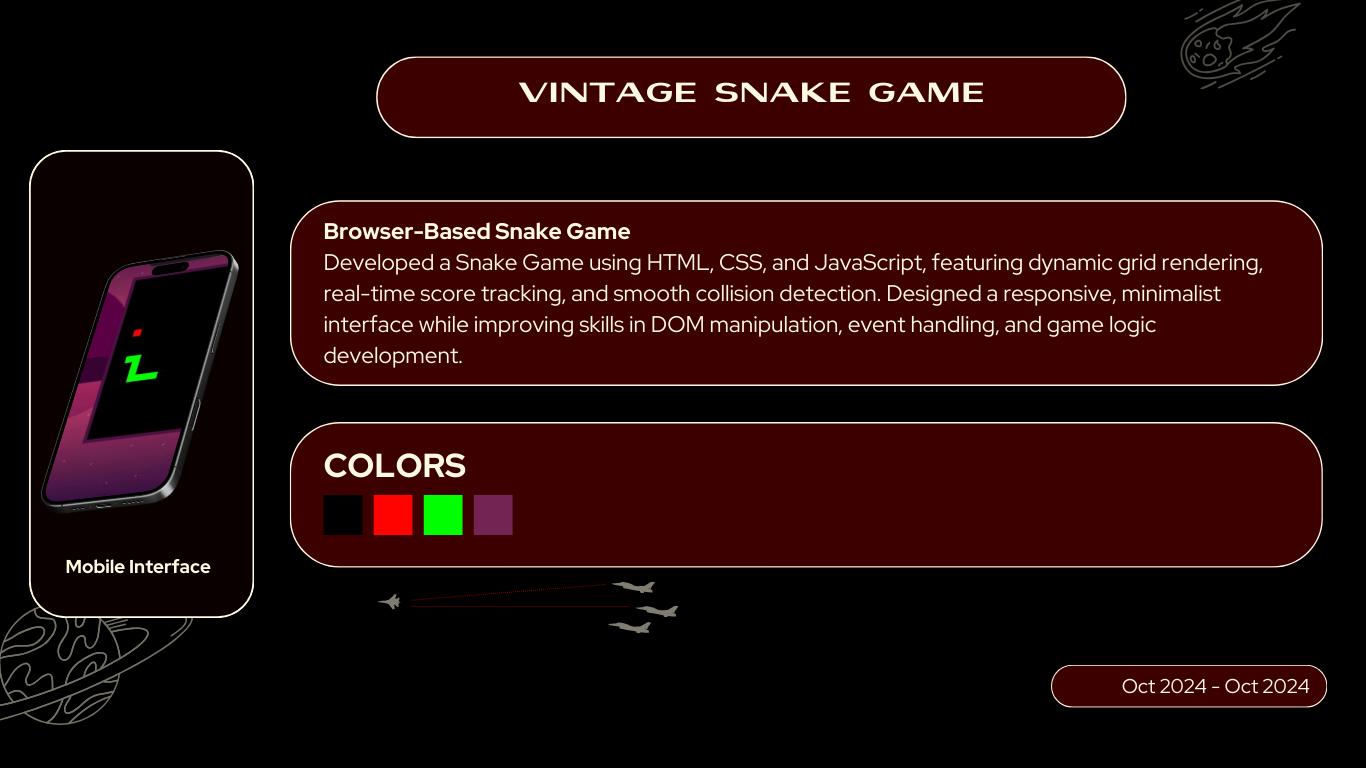 VINTAGE SNAKE GAME
Browser-Based Snake Game
Developed a Snake Game using HTML, CSS, and JavaScript, featuring dynamic grid rendering,
real-time score tracking, and smooth collision detection. Designed a responsive, minimalist
interface while improving skills in DOM manipulation, event handling, and game logic
development.
COLORS
Mobile Interface
Oct 2024 - Oct 2024